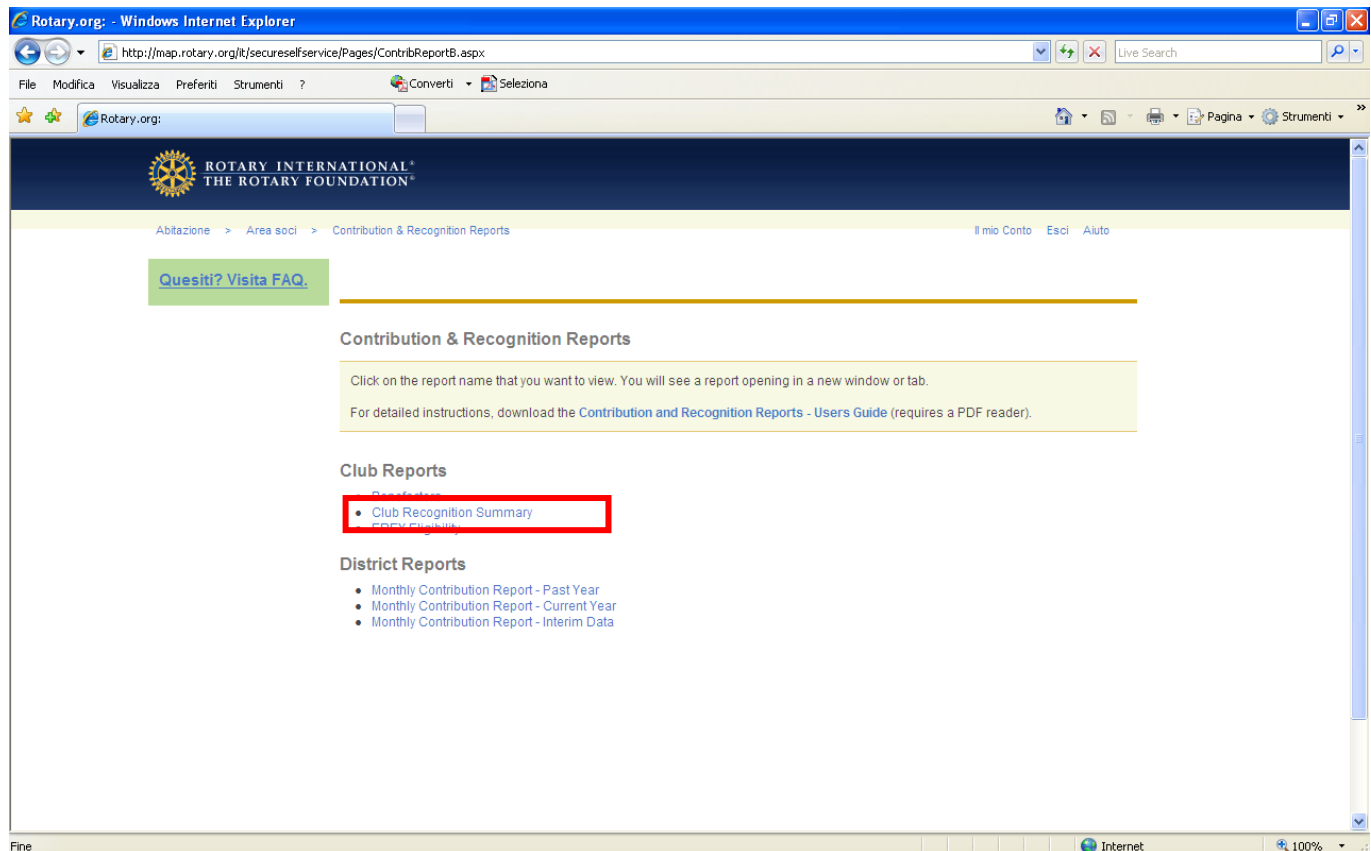 Rotary.org: - Windows Internet Explorer
http://map.rotary.org/it/secureselfservice/Pages/ContribReportB.aspx
Live Search
File Modifica Visualizza Preferiti Strumenti ? Converti Seleziona
Rotary.org: Pagina Strumenti »
ROTARY INTERNATIONAL®
THE ROTARY FOUNDATION®
Abitazione > Area soci > Contribution & Recognition Reports Il mio Conto Esci Aiuto
Quesiti? Visita FAQ.
Contribution & Recognition Reports
Click on the report name that you want to view. You will see a report opening in a new window or tab.
For detailed instructions, download the Contribution and Recognition Reports - Users Guide (requires a PDF reader).
Club Reports
• Benefactors
• Club Recognition Summary
• EREY Eligibility
District Reports
• Monthly Contribution Report - Past Year
• Monthly Contribution Report - Current Year
• Monthly Contribution Report - Interim Data
Fine Internet 100%